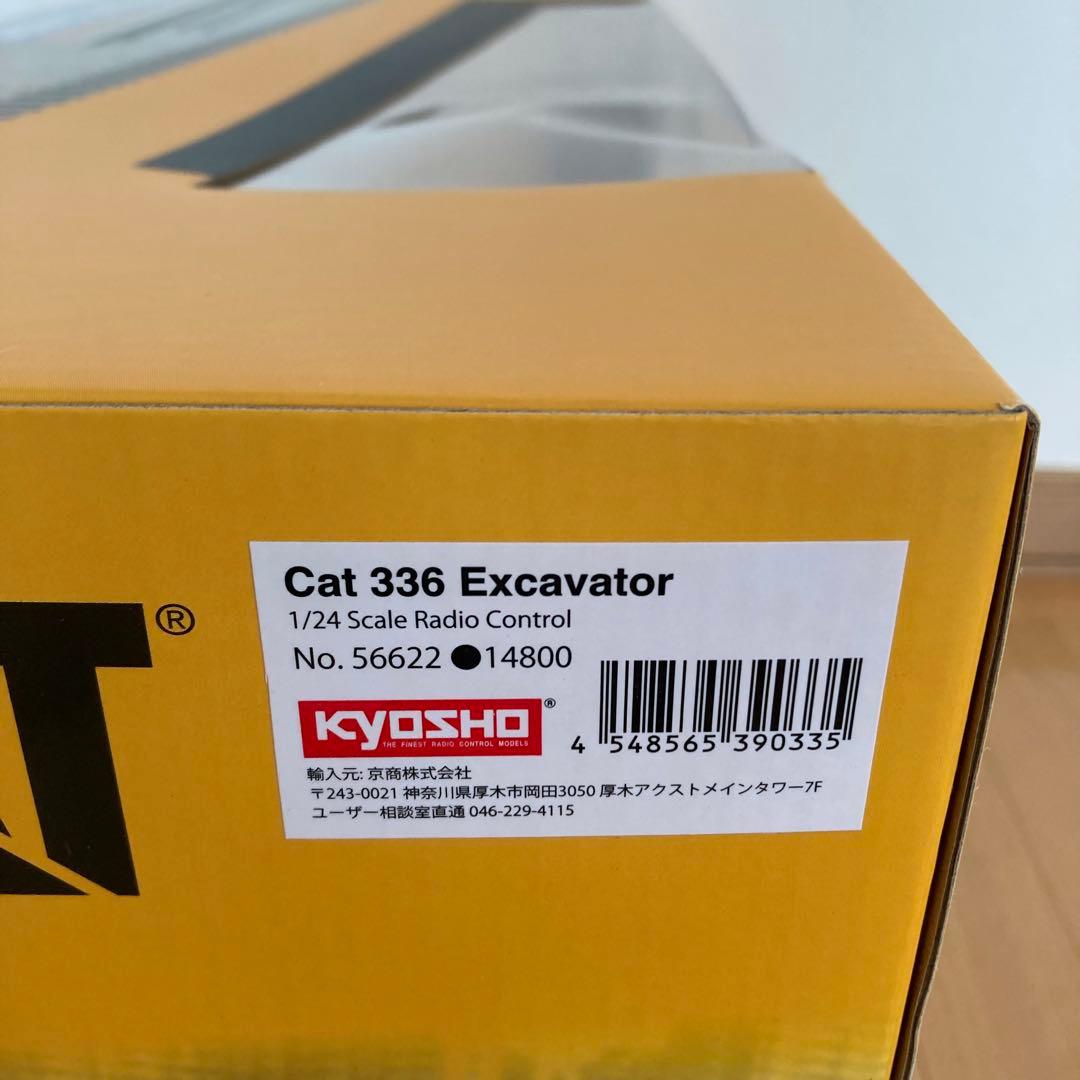 Cat 336 Excavator
1/24 Scale Radio Control
No. 56622 ●14800
KYOSHO®
THE FINEST RADIO CONTROL MODELS
4 548565 390335
輸入元: 京商株式会社
〒243-0021 神奈川県厚木市岡田3050 厚木アクストメインタワー7F
ユーザー相談室直通 046-229-4115
AT®